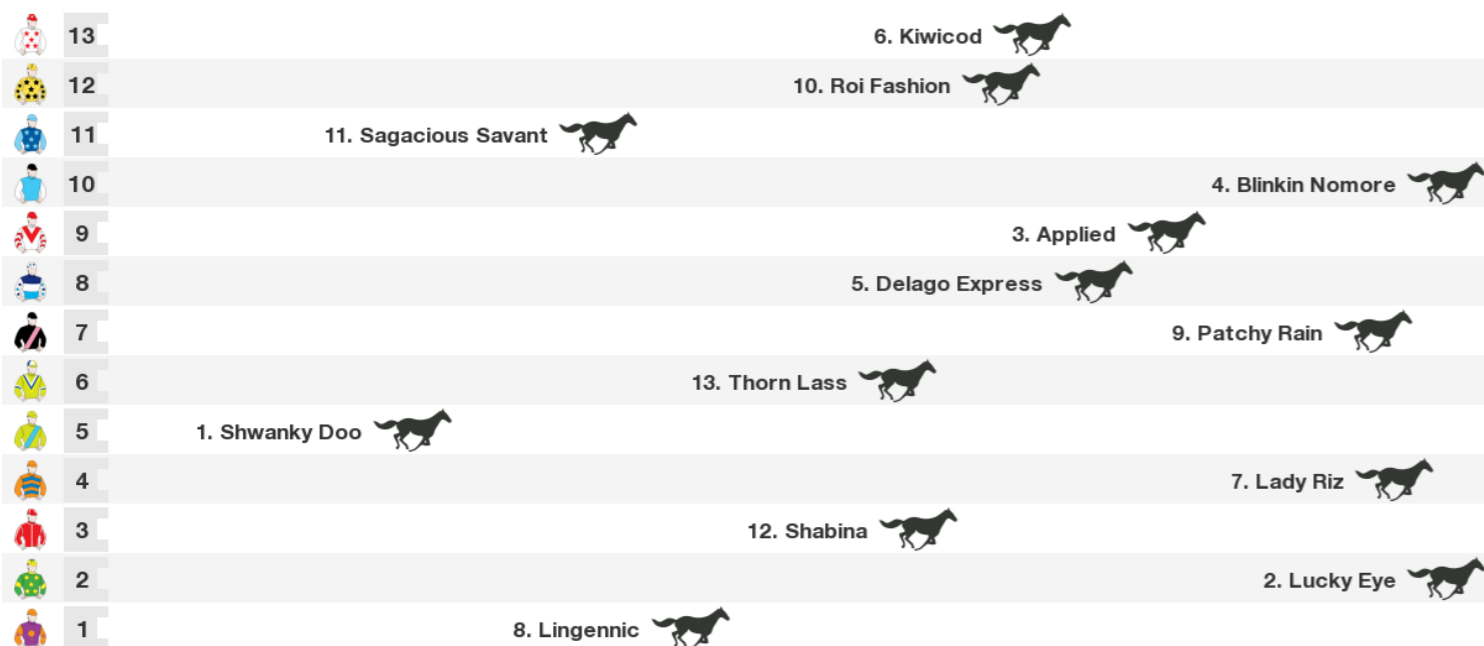 13 6. Kiwicod
12 10. Roi Fashion
11 11. Sagacious Savant
10 4. Blinkin Nomore
9 3. Applied
8 5. Delago Express
7 9. Patchy Rain
6 13. Thorn Lass
5 1. Shwanky Doo
4 7. Lady Riz
3 12. Shabina
2 2. Lucky Eye
1 8. Lingennic